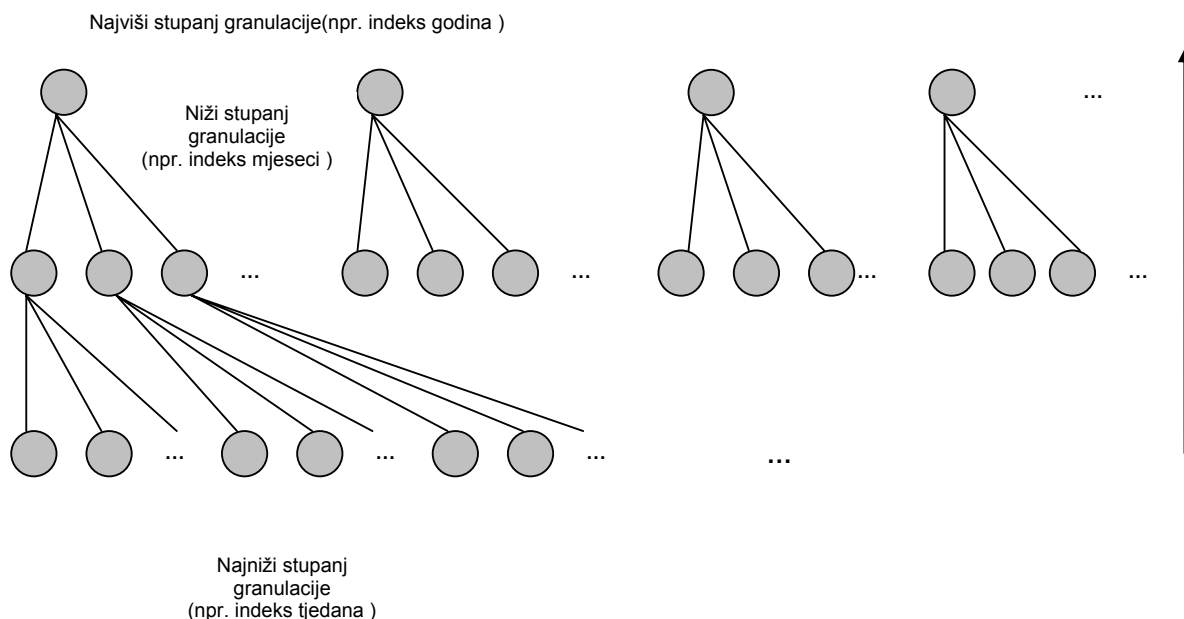 Najviši stupanj granulacije(npr. indeks godina )
...
Niži stupanj
granulacije
(npr. indeks mjeseci )
...
...
...
...
...
...
...
...
Najniži stupanj
granulacije
(npr. indeks tjedana )